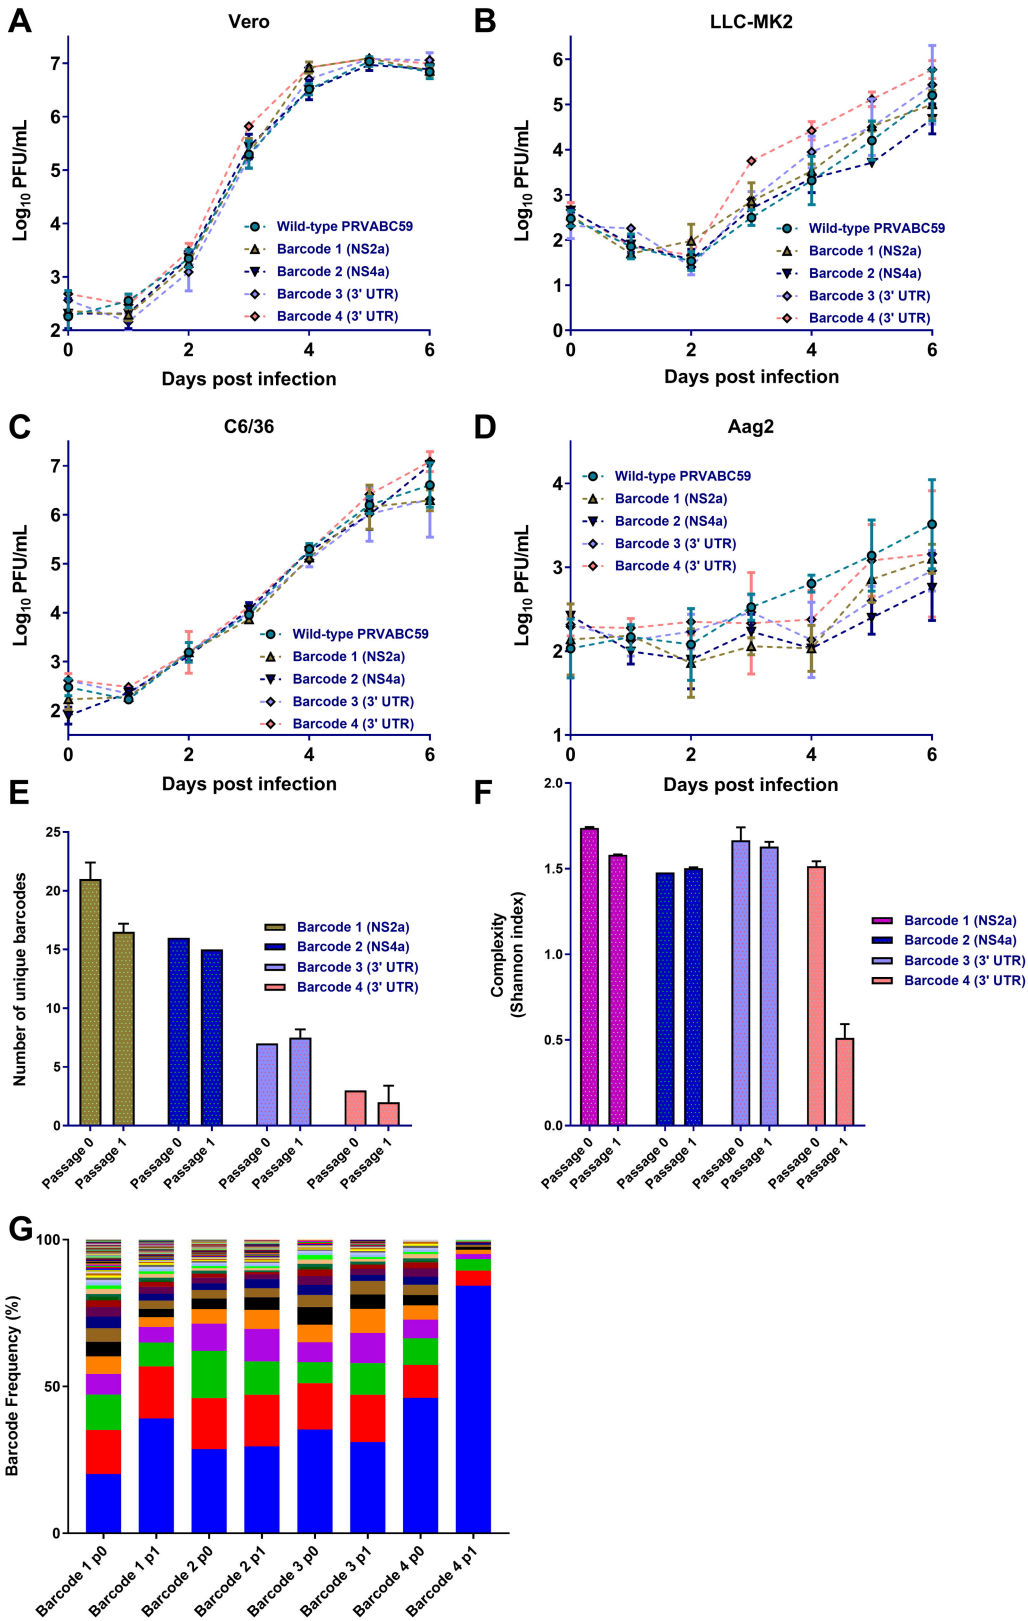 A
Vero
Log10 PFU/mL
7
6
5
4
3
2
0
2
4
6
Wild-type PRVABC59
Barcode 1 (NS2a)
Barcode 2 (NS4a)
Barcode 3 (3' UTR)
Barcode 4 (3' UTR)
Days post infection
B
LLC-MK2
Log10 PFU/mL
6
5
4
3
2
1
0
0
2
4
6
Wild-type PRVABC59
Barcode 1 (NS2a)
Barcode 2 (NS4a)
Barcode 3 (3' UTR)
Barcode 4 (3' UTR)
Days post infection
C
C6/36
Log10 PFU/mL
7
6
5
4
3
2
0
2
4
6
Wild-type PRVABC59
Barcode 1 (NS2a)
Barcode 2 (NS4a)
Barcode 3 (3' UTR)
Barcode 4 (3' UTR)
Days post infection
D
Aag2
Log10 PFU/mL
4
3
2
1
0
2
4
6
Wild-type PRVABC59
Barcode 1 (NS2a)
Barcode 2 (NS4a)
Barcode 3 (3' UTR)
Barcode 4 (3' UTR)
Days post infection
E
Number of unique barcodes
25
20
15
10
5
0
Barcode 1 (NS2a)
Barcode 2 (NS4a)
Barcode 3 (3' UTR)
Barcode 4 (3' UTR)
Passage 0
Passage 1
Passage 0
Passage 1
Passage 0
Passage 1
Passage 0
Passage 1
F
Complexity
(Shannon index)
2.0
1.5
1.0
0.5
0.0
Barcode 1 (NS2a)
Barcode 2 (NS4a)
Barcode 3 (3' UTR)
Barcode 4 (3' UTR)
Passage 0
Passage 1
Passage 0
Passage 1
Passage 0
Passage 1
Passage 0
Passage 1
G
Barcode Frequency (%)
100
50
0
Barcode 1 p0
Barcode 1 p1
Barcode 2 p0
Barcode 2 p1
Barcode 3 p0
Barcode 3 p1
Barcode 4 p0
Barcode 4 p1